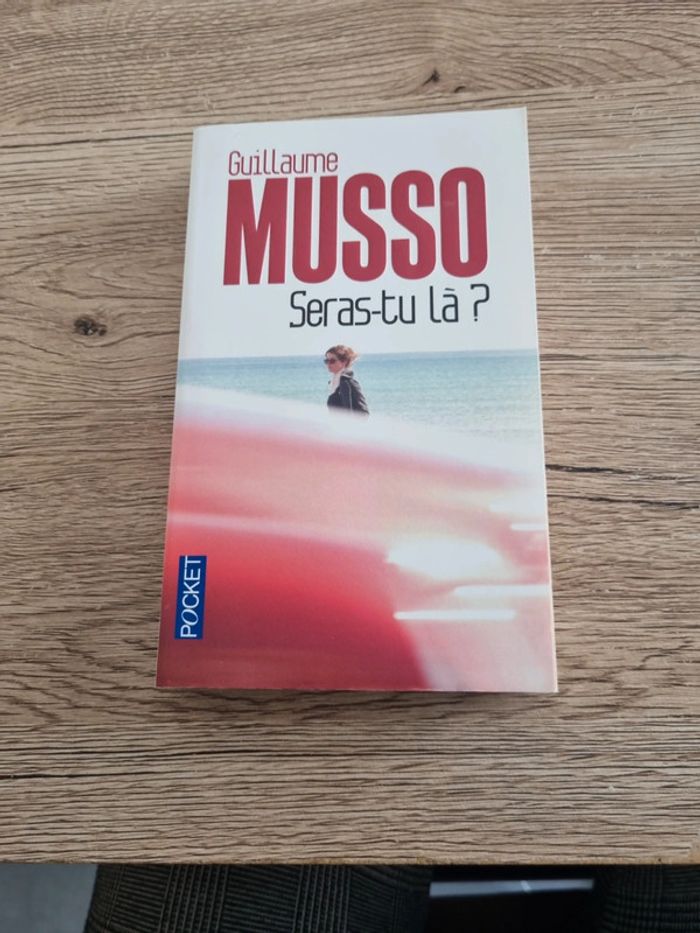 Guillaume
MUSSO
Seras-tu là ?
POCKET